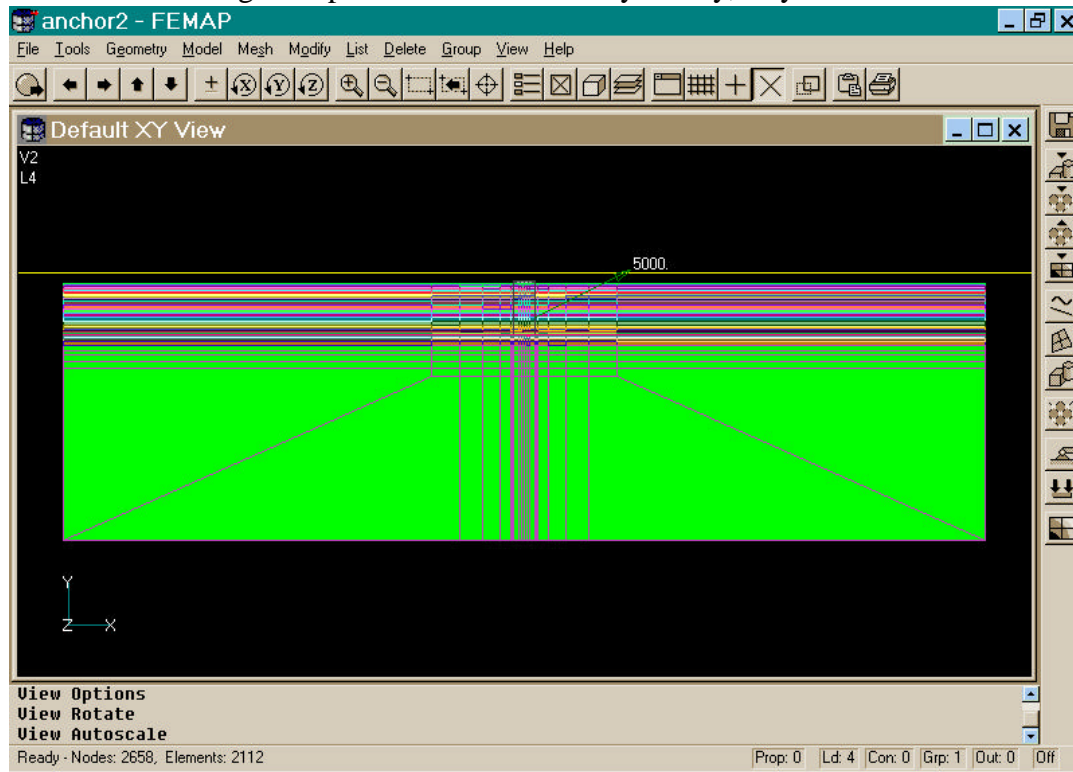 anchor2 - FEMAP
File Tools Geometry Model Mesh Modify List Delete Group View Help
Default XY View
V2
L4
5000.
Y
Z X
View Options
View Rotate
View Autoscale
Ready - Nodes: 2658, Elements: 2112 Prop: 0 Ld: 4 Con: 0 Grp: 1 Out: 0 Off